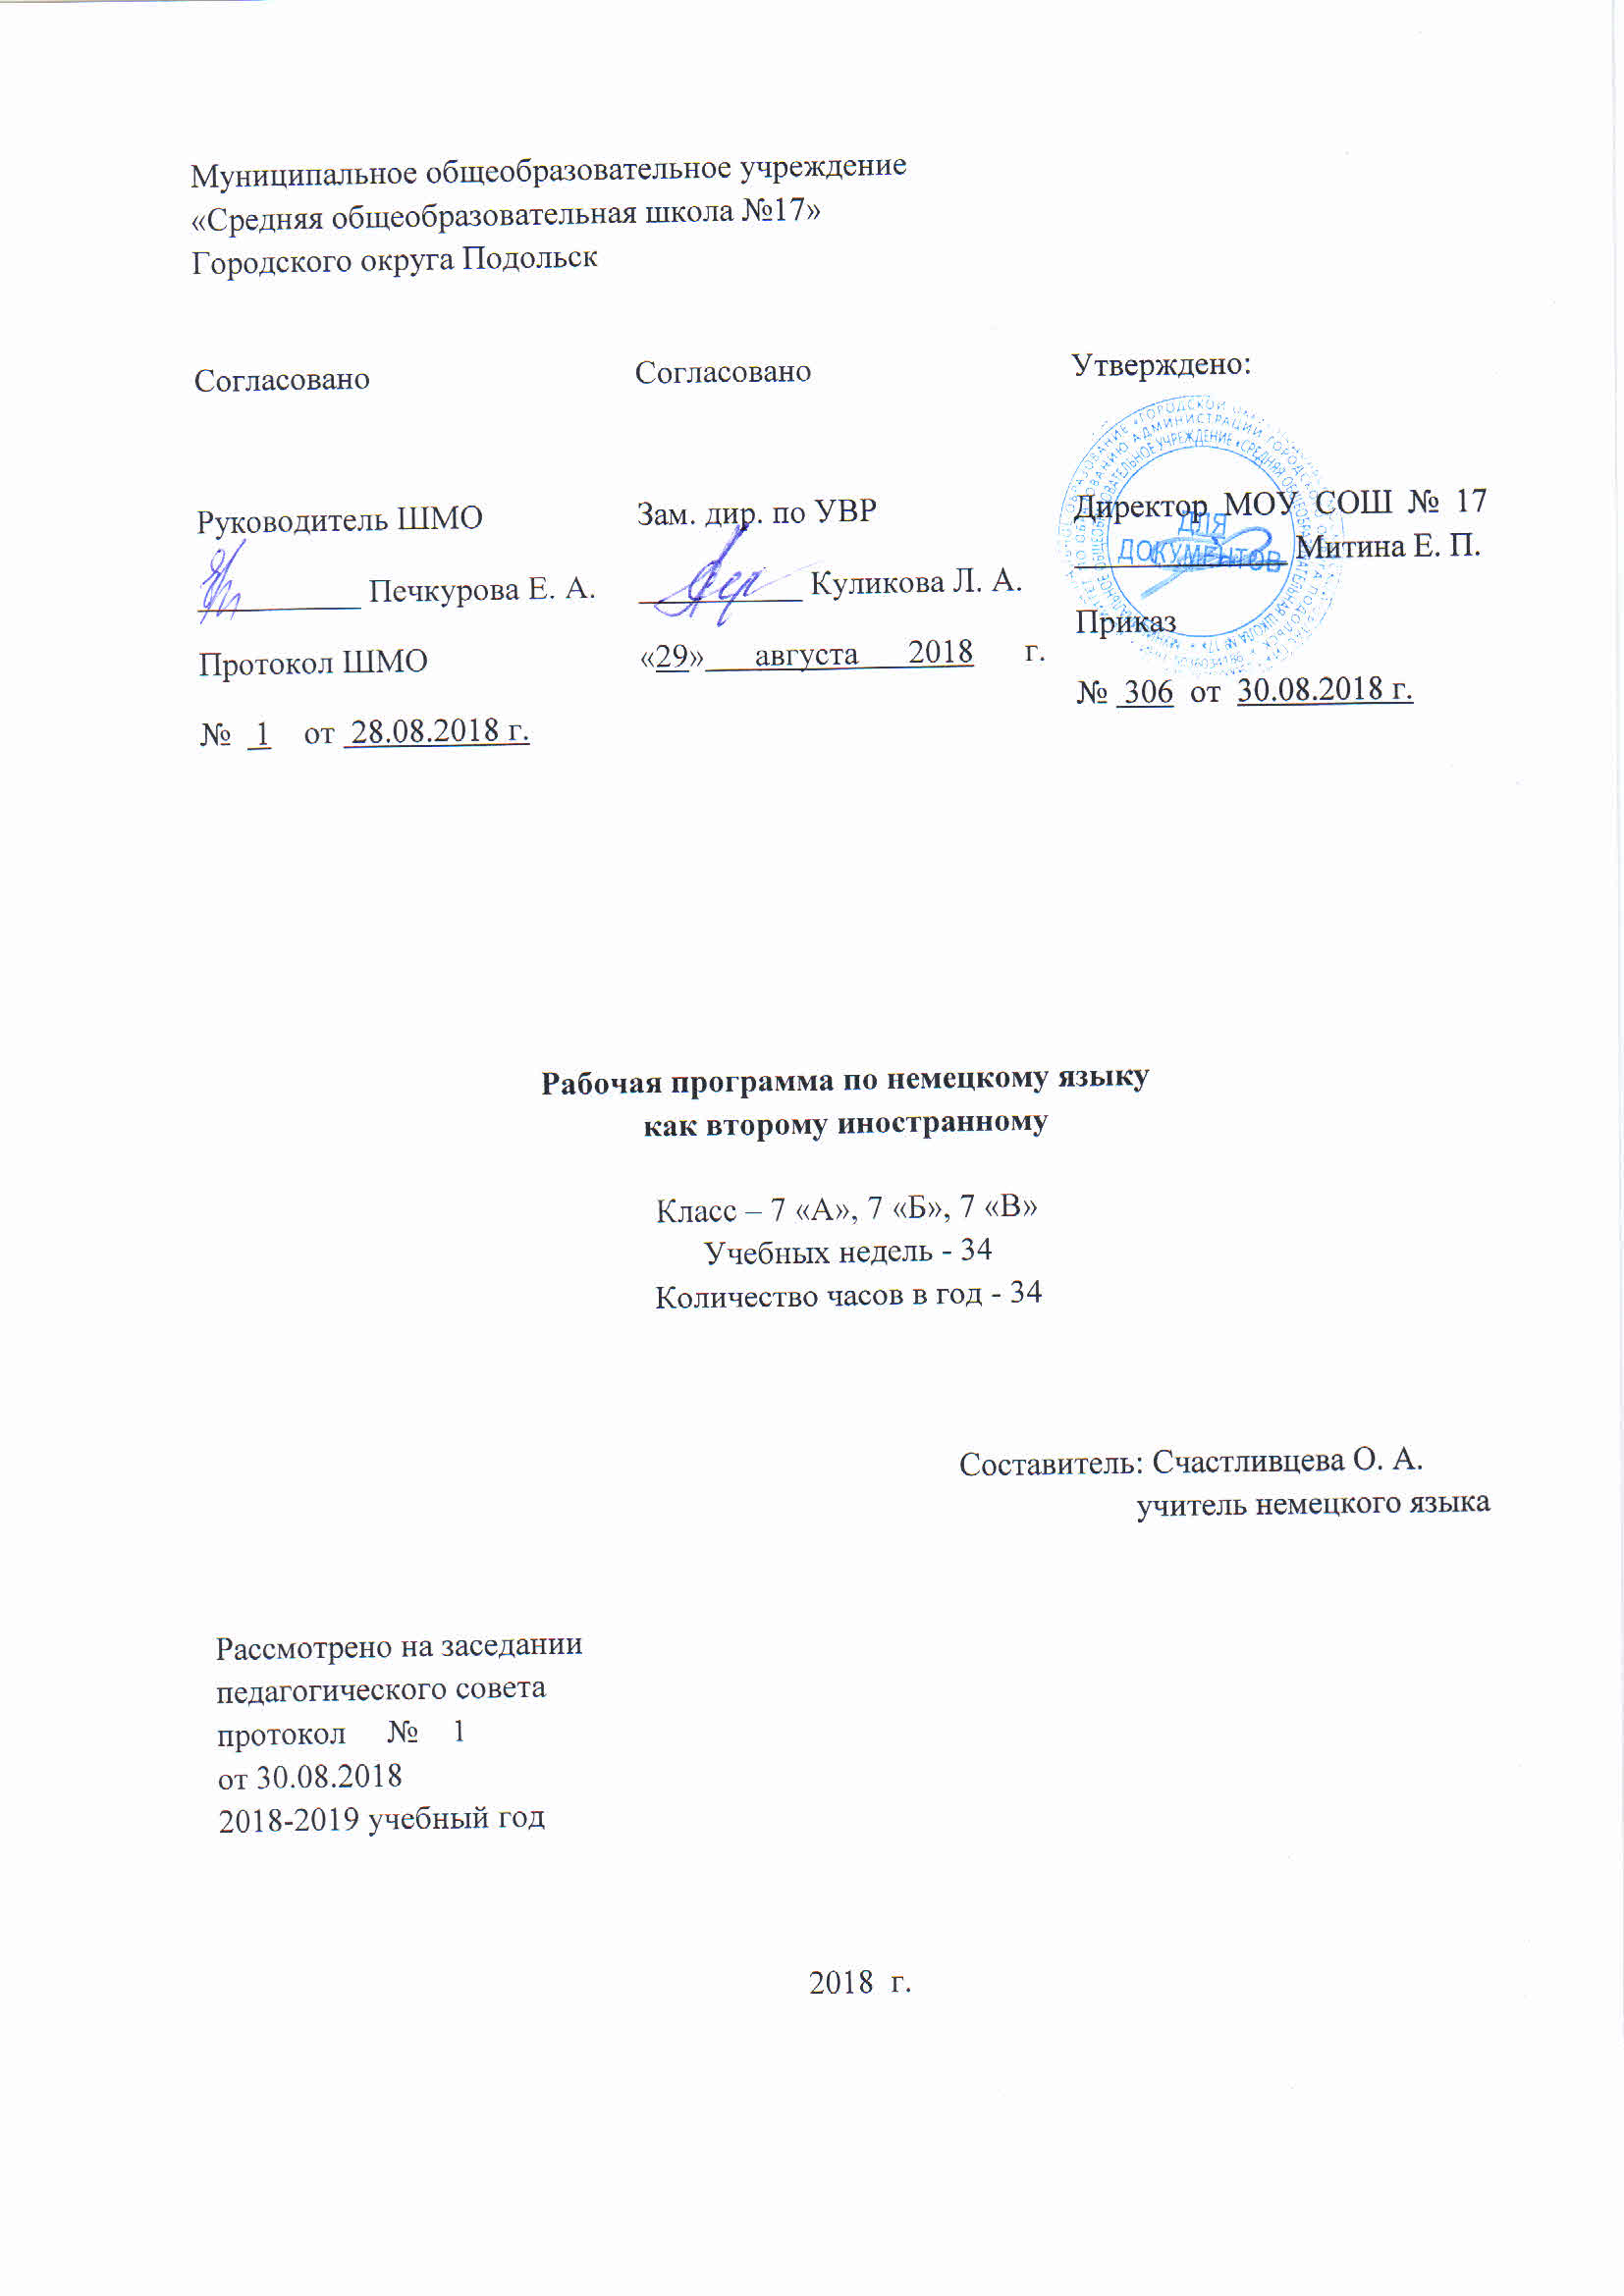 Муниципальное общеобразовательное учреждение
«Средняя общеобразовательная школа №17»
Городского округа Подольск
Согласовано
Руководитель ШМО
Печкурова Е. А.
Протокол ШМО
№ 1 от 28.08.2018 г.
Согласовано
Зам. дир. по УВР
Куликова Л. А.
«29» августа 2018 г.
Утверждено:
Директор МОУ СОШ № 17
Митина Е. П.
Приказ
№ 306 от 30.08.2018 г.
ДЛЯ
ДОКУМЕНТОВ
Рабочая программа по немецкому языку
как второму иностранному
Класс – 7 «А», 7 «Б», 7 «В»
Учебных недель - 34
Количество часов в год - 34
Составитель: Счастливцева О. А.
учитель немецкого языка
Рассмотрено на заседании
педагогического совета
протокол № 1
от 30.08.2018
2018-2019 учебный год
2018 г.